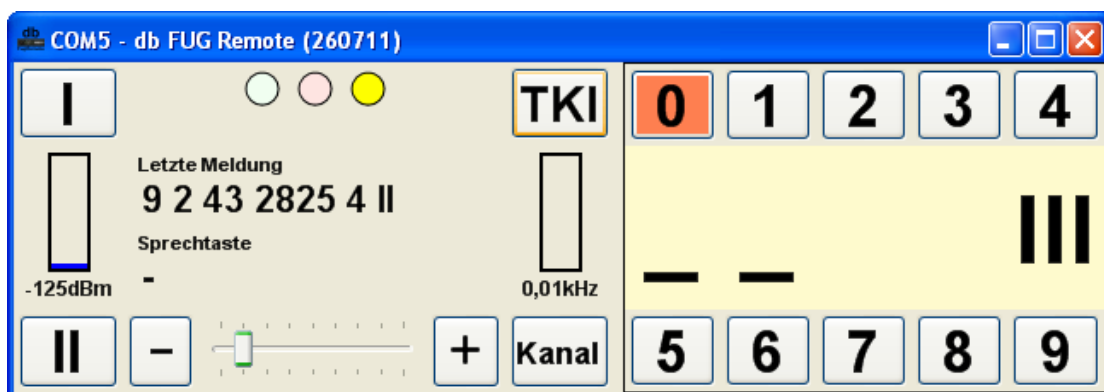 COM5 - db FUG Remote (260711)
I TKI 0 1 2 3 4
Letzte Meldung
9 2 43 2825 4 II
Sprechtaste
-
_ _ III
-125dBm 0,01kHz
II - + Kanal 5 6 7 8 9